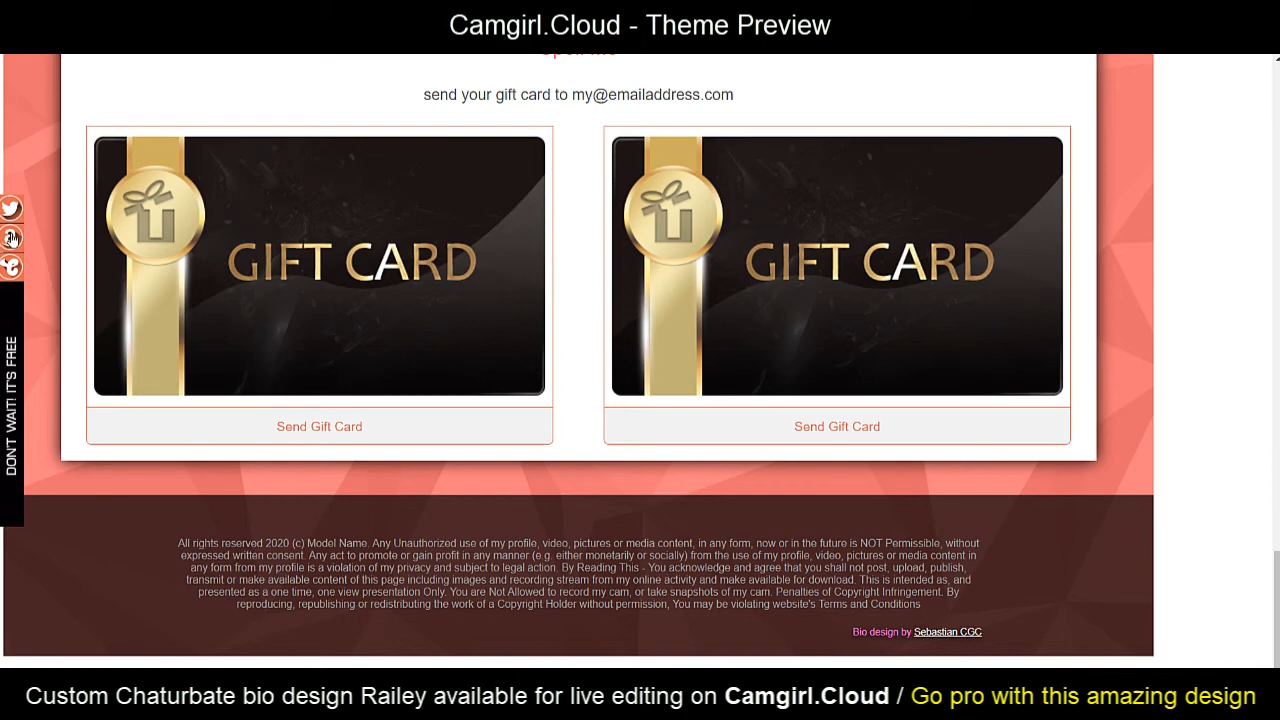 Camgirl.Cloud - Theme Preview
send your gift card to my@emailaddress.com
GIFT CARD
GIFT CARD
Send Gift Card
Send Gift Card
DON'T WAIT! IT'S FREE
All rights reserved 2020 (c) Model Name. Any Unauthorized use of my profile, video, pictures or media content, in any form, now or in the future is NOT Permissible, without
expressed written consent. Any act to promote or gain profit in any manner (e.g. either monetarily or socially) from the use of my profile, video, pictures or media content in
any form from my profile is a violation of my privacy and subject to legal action. By Reading This - You acknowledge and agree that you shall not post, upload, publish,
transmit or make available content of this page including images and recording stream from my online activity and make available for download. This is intended as, and
presented as a one time, one view presentation Only. You are Not Allowed to record my cam, or take snapshots of my cam. Penalties of Copyright Infringement. By
reproducing, republishing or redistributing the work of a Copyright Holder without permission, You may be violating website's Terms and Conditions
Bio design by Sebastian CGC
Custom Chaturbate bio design Railey available for live editing on Camgirl.Cloud / Go pro with this amazing design